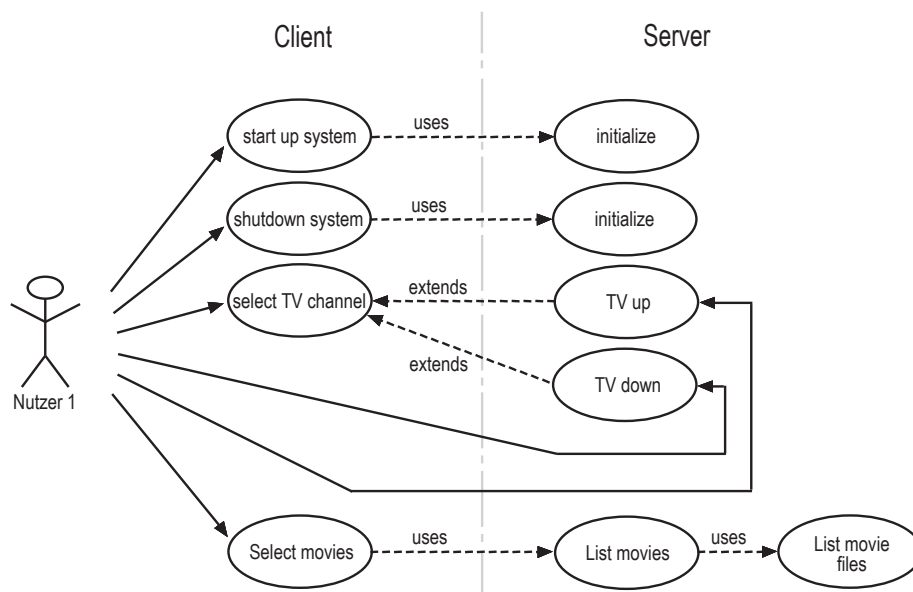 Client
Server
start up system
uses
initialize
shutdown system
uses
initialize
select TV channel
extends
TV up
extends
TV down
Nutzer 1
Select movies
uses
List movies
uses
List movie
files